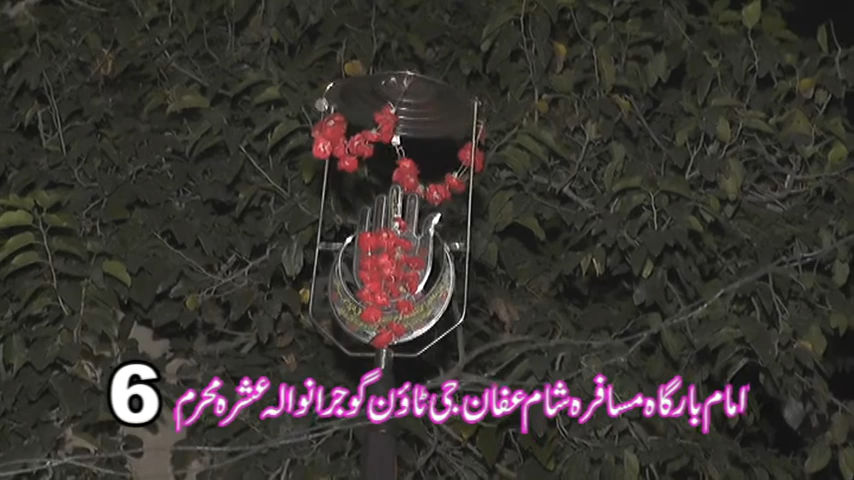 امام بارگاہ مسافرہ شام عفان جی ٹاؤن گوجرانوالہ عشرہ محرم 6